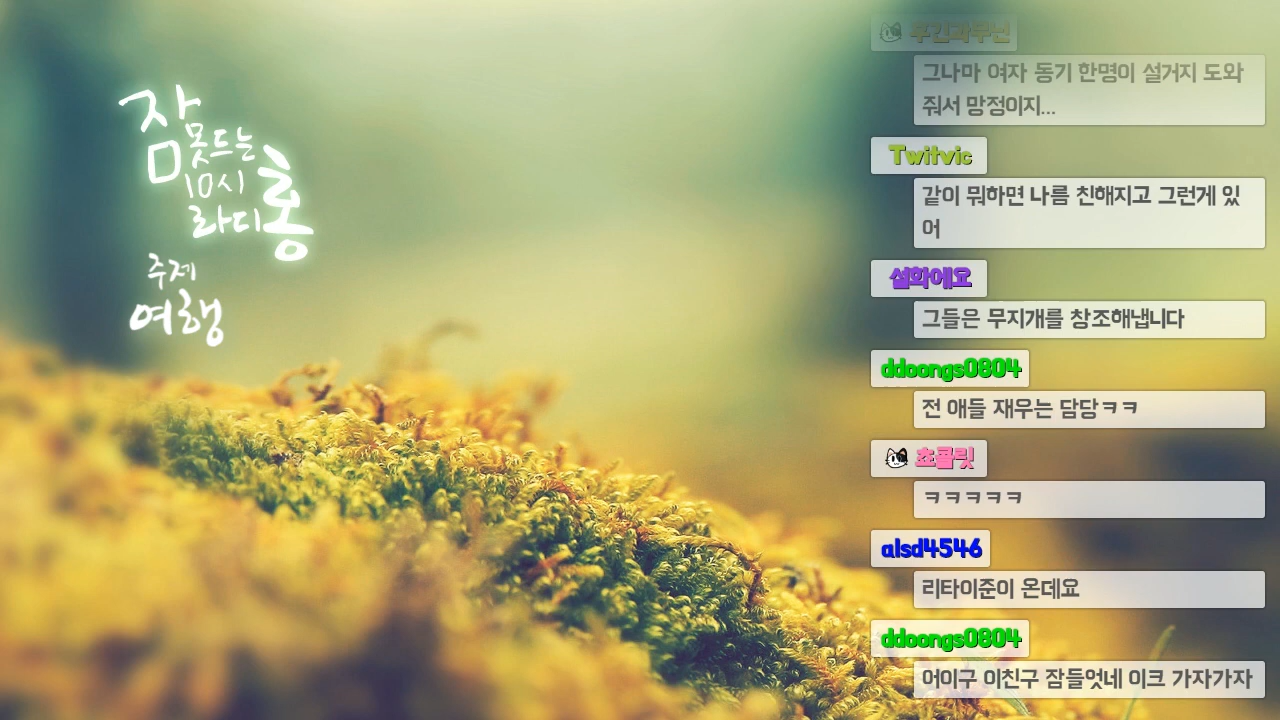 잠
못드는
10시
라디
홍
주제
여행
그나마 여자 동기 한명이 설거지 도와
줘서 망정이지...
Twitvic
같이 뭐하면 나름 친해지고 그런게 있
어
설화에요
그들은 무지개를 창조해냅니다
ddoongs0804
전 애들 재우는 담당ㅋㅋ
쵸콜릿
ㅋㅋㅋㅋㅋ
alsd4546
리타이준이 온데요
ddoongs0804
어이구 이친구 잠들엇네 이크 가자가자